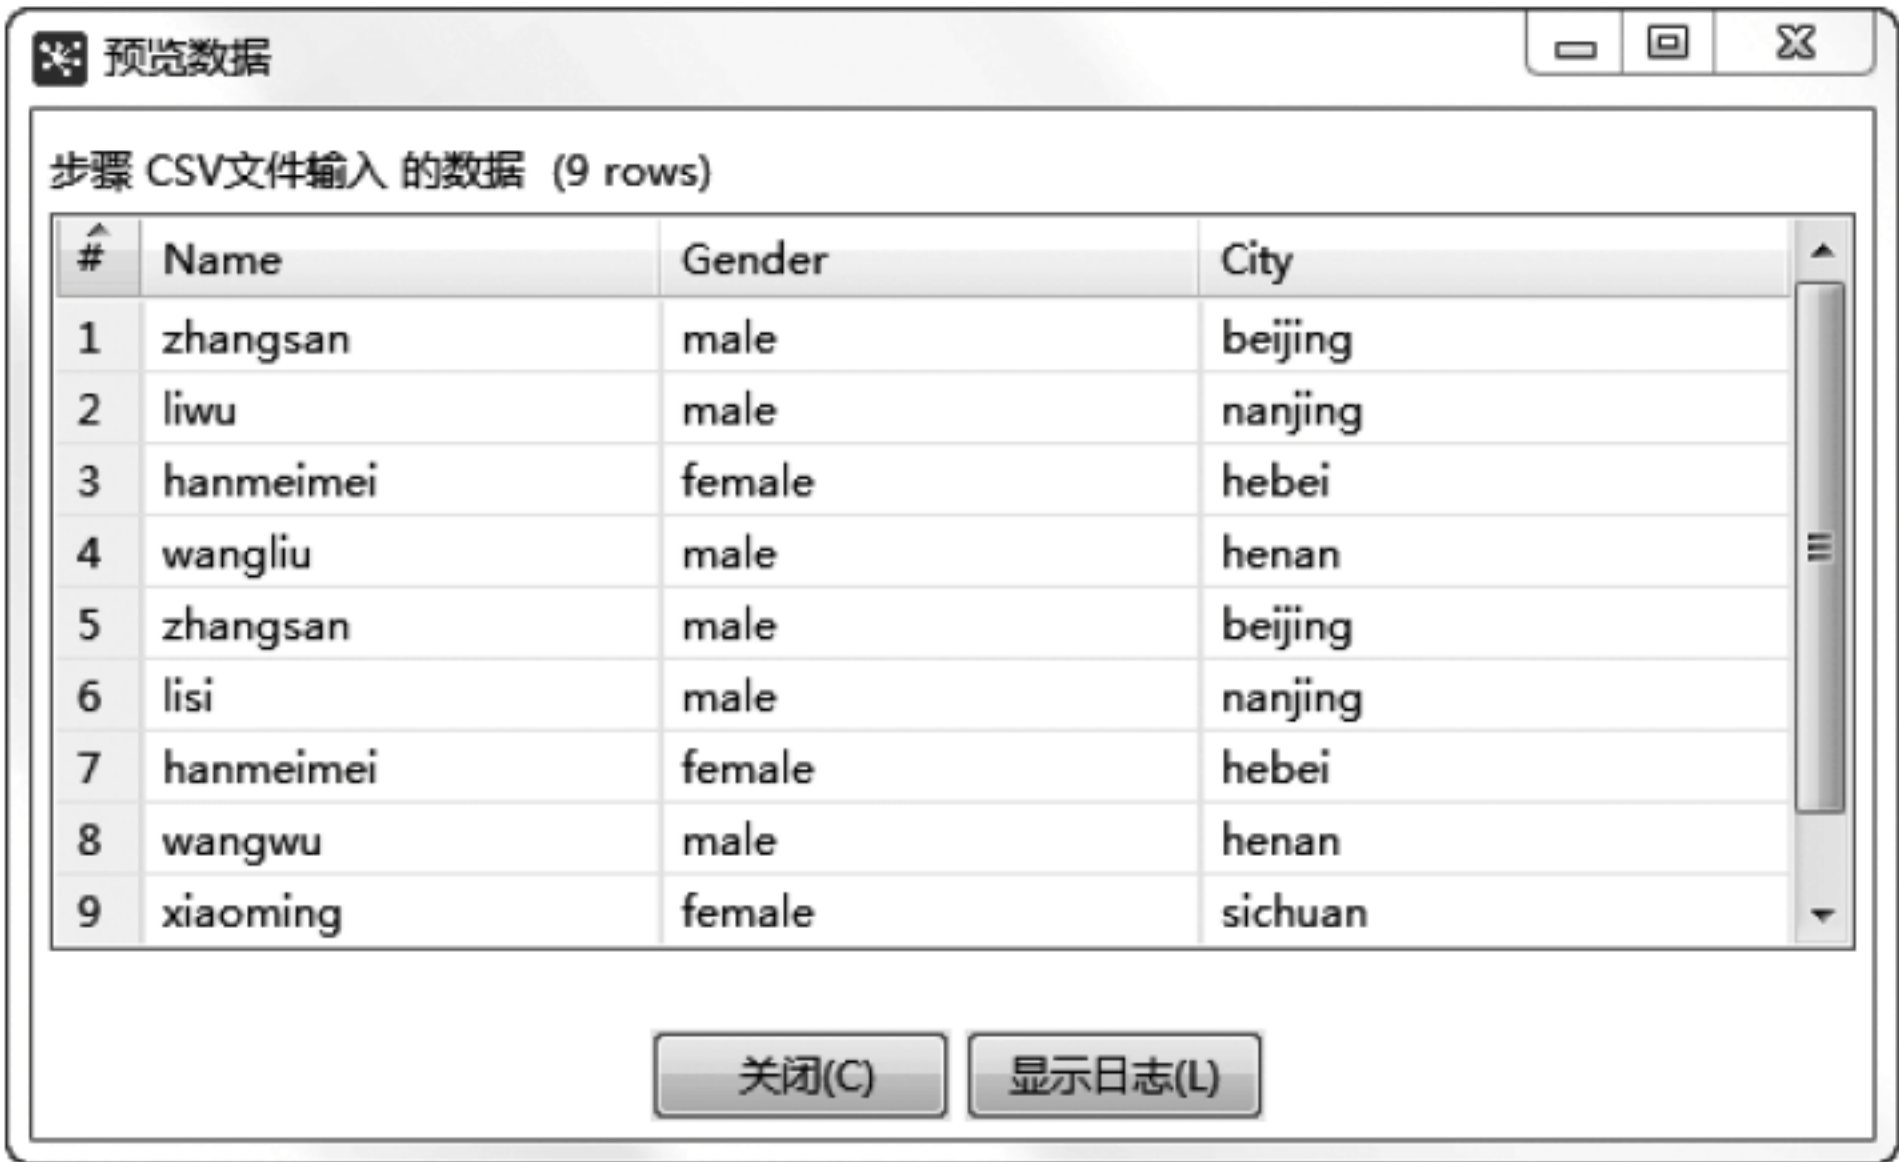 预览数据
步骤 CSV文件输入 的数据 (9 rows)
# Name Gender City
1 zhangsan male beijing
2 liwu male nanjing
3 hanmeimei female hebei
4 wangliu male henan
5 zhangsan male beijing
6 lisi male nanjing
7 hanmeimei female hebei
8 wangwu male henan
9 xiaoming female sichuan
关闭(C) 显示日志(L)